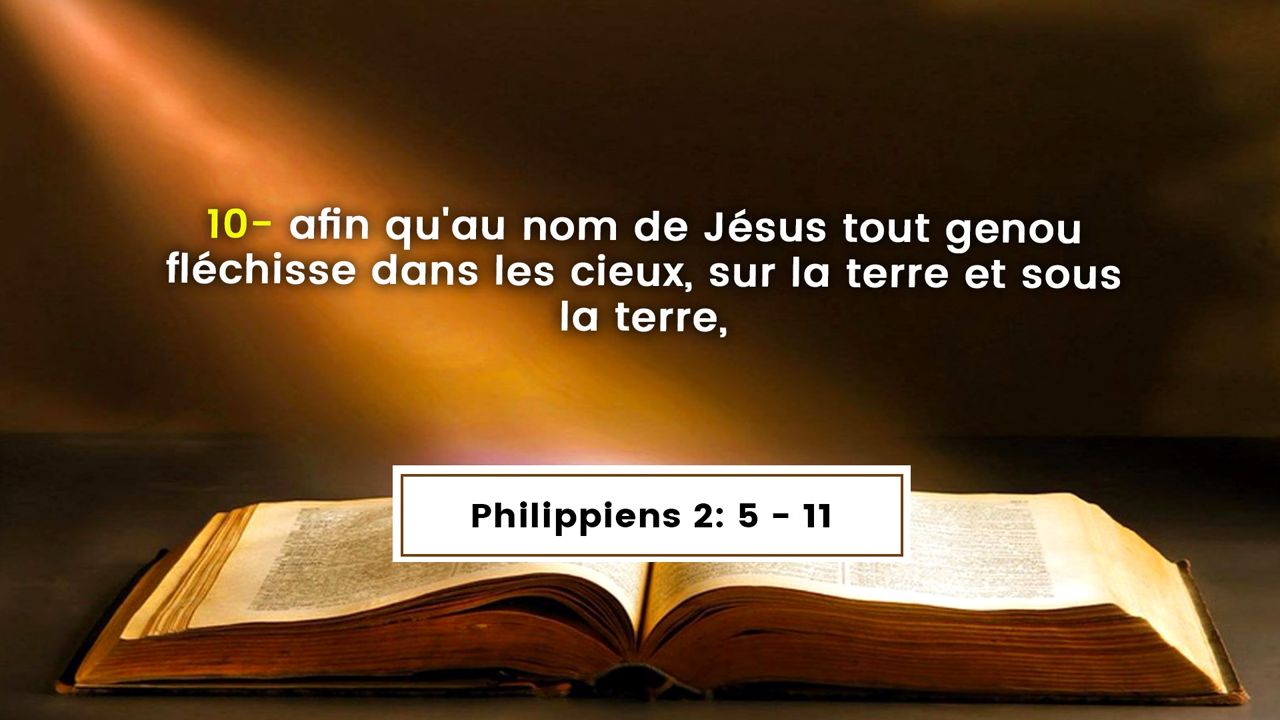 10- afin qu'au nom de Jésus tout genou
fléchisse dans les cieux, sur la terre et sous
la terre,
Philippiens 2: 5 - 11